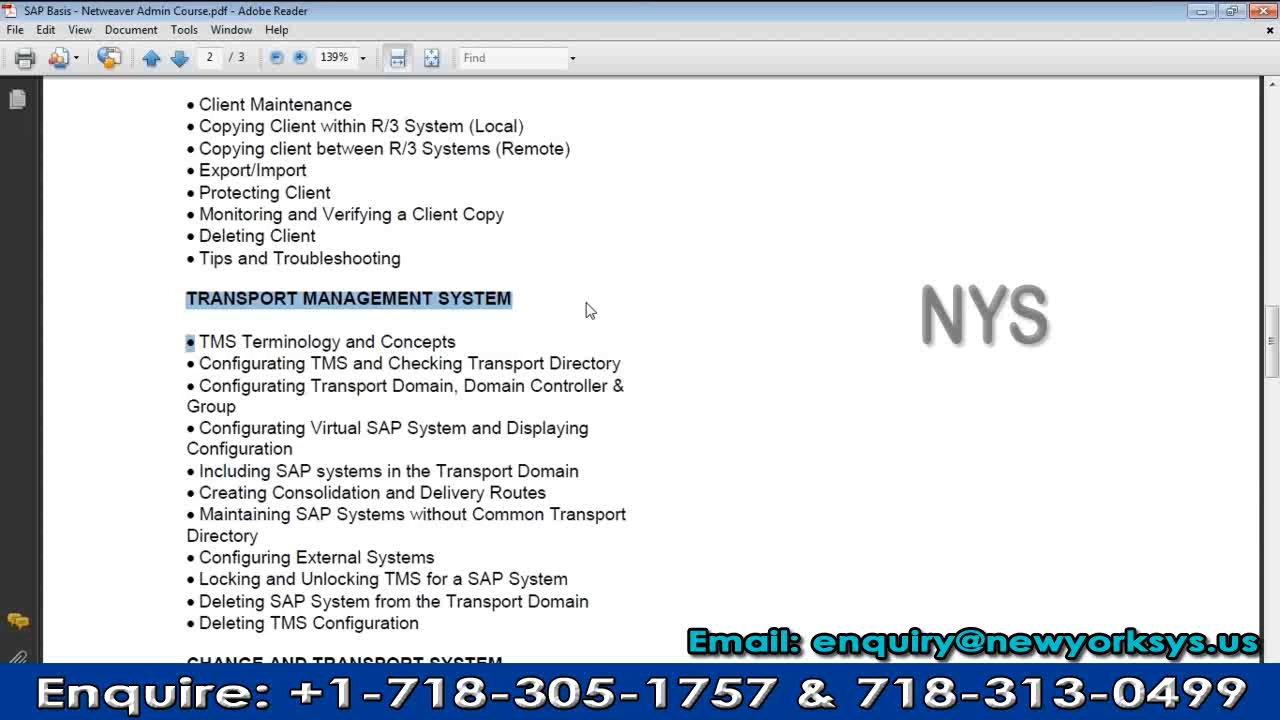 SAP Basis - Netweaver Admin Course.pdf - Adobe Reader
File Edit View Document Tools Window Help
2 / 3 139% Find
• Client Maintenance
• Copying Client within R/3 System (Local)
• Copying client between R/3 Systems (Remote)
• Export/Import
• Protecting Client
• Monitoring and Verifying a Client Copy
• Deleting Client
• Tips and Troubleshooting
TRANSPORT MANAGEMENT SYSTEM
NYS
• TMS Terminology and Concepts
• Configurating TMS and Checking Transport Directory
• Configurating Transport Domain, Domain Controller &
Group
• Configurating Virtual SAP System and Displaying
Configuration
• Including SAP systems in the Transport Domain
• Creating Consolidation and Delivery Routes
• Maintaining SAP Systems without Common Transport
Directory
• Configuring External Systems
• Locking and Unlocking TMS for a SAP System
• Deleting SAP System from the Transport Domain
• Deleting TMS Configuration
CHANGE AND TRANSPORT SYSTEM
Email: enquiry@newyorksys.us
Enquire: +1-718-305-1757 & 718-313-0499